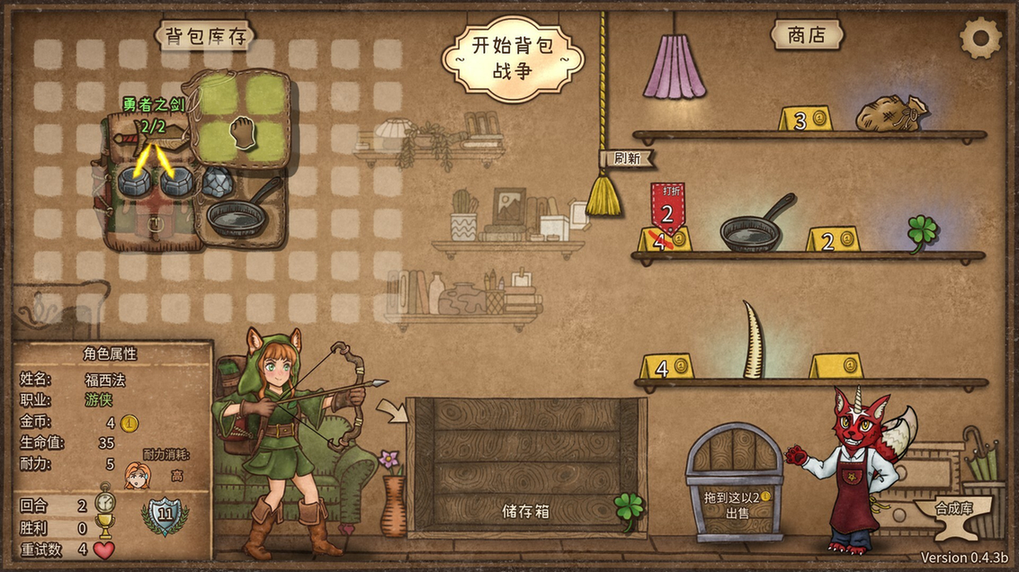 背包库存
开始背包
战争
商店
勇者之剑
2/2
3
刷新
打折
2
4
2
4
角色属性
姓名: 福西法
职业: 游侠
金币: 4
生命值: 35
耐力: 5
耐力消耗:
高
回合 2
胜利 0
重试数 4
11
储存箱
拖到这以2
出售
合成库
Version 0.4.3b